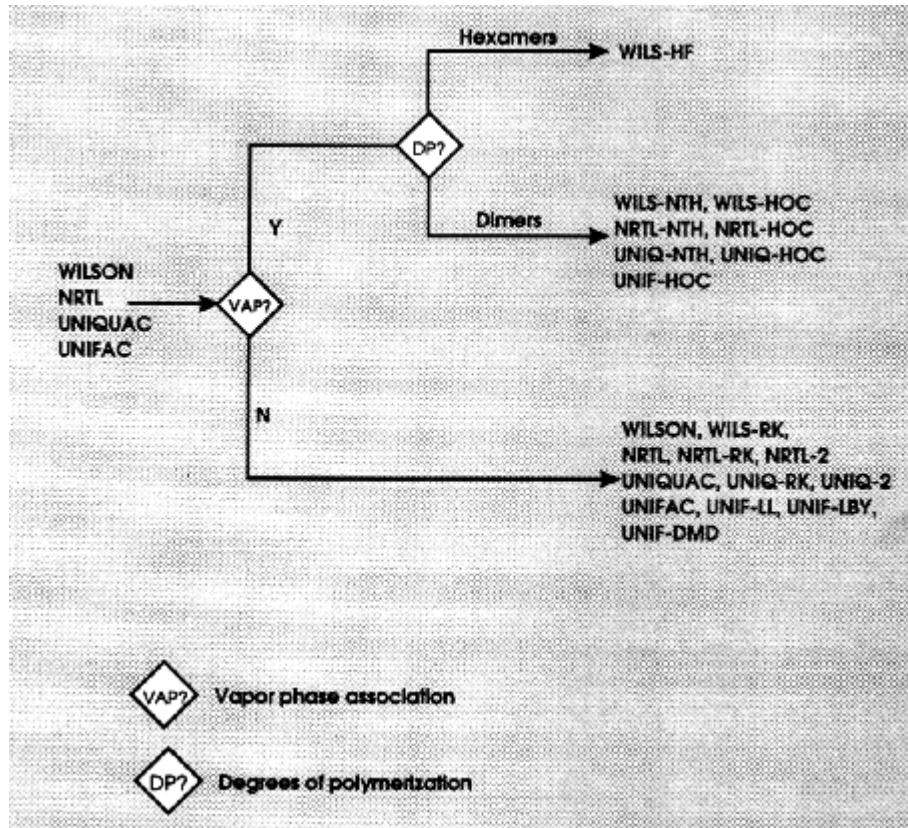 Hexamers
WILS-HF
DP?
WILS-NTH, WILS-HOC
Dimers
NRTL-NTH, NRTL-HOC
Y
UNIQ-NTH, UNIQ-HOC
UNIF-HOC
WILSON
NRTL
VAP?
UNIQUAC
UNIFAC
N
WILSON, WILS-RK,
NRTL, NRTL-RK, NRTL-2
UNIQUAC, UNIQ-RK, UNIQ-2
UNIFAC, UNIF-LL, UNIF-LBY,
UNIF-DMD
VAP? Vapor phase association
DP? Degrees of polymerization